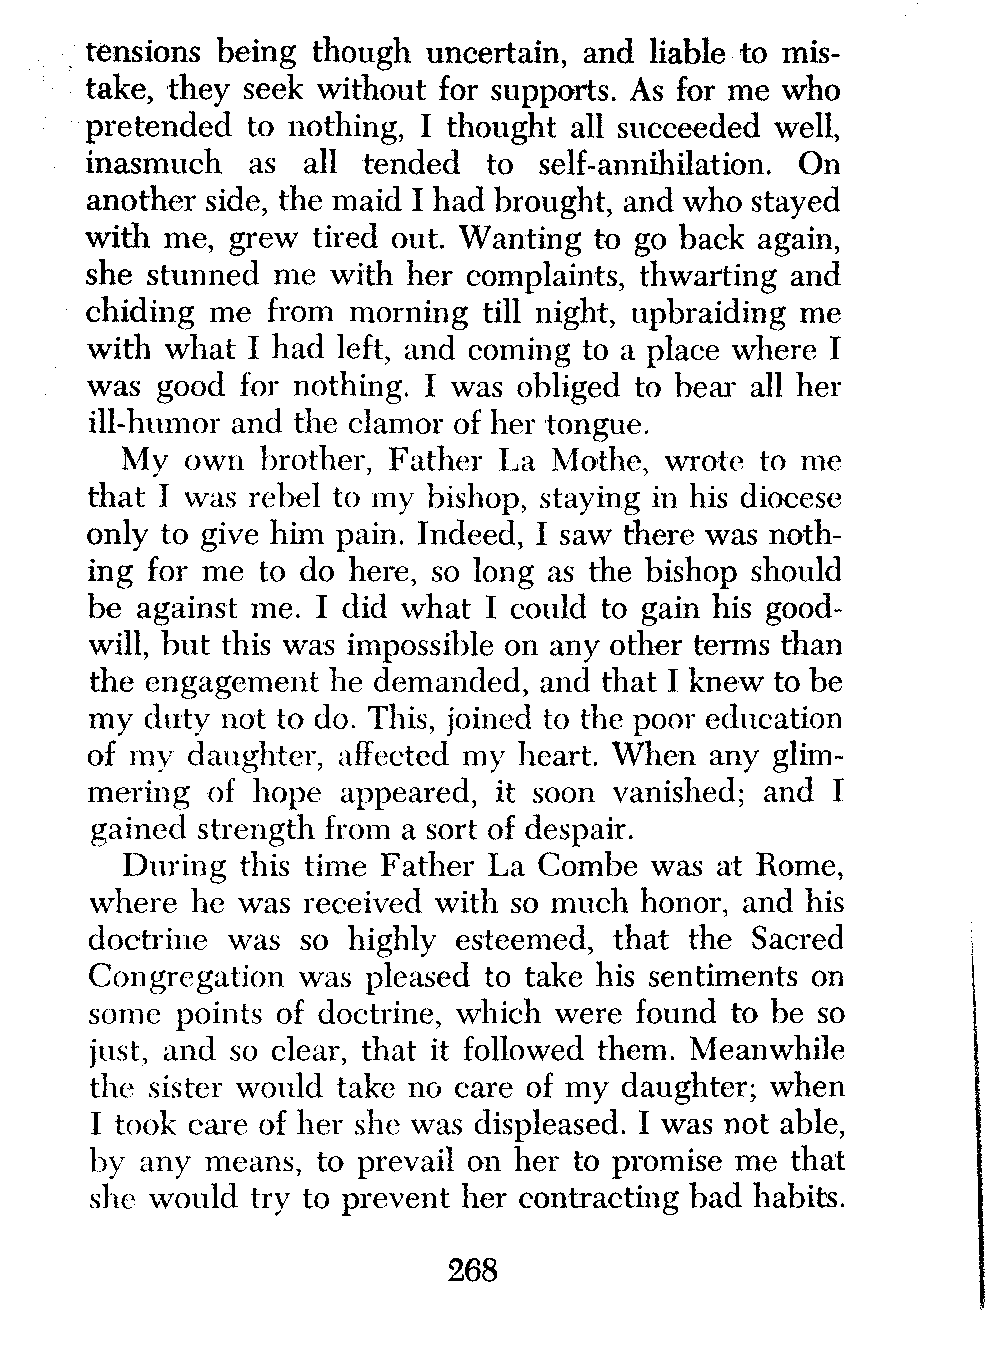 tensions being though uncertain, and liable to mis-
take, they seek without for supports. As for me who
pretended to nothing, I thought all succeeded well,
inasmuch as all tended to self-annihilation. On
another side, the maid I had brought, and who stayed
with me, grew tired out. Wanting to go back again,
she stunned me with her complaints, thwarting and
chiding me from morning till night, upbraiding me
with what I had left, and coming to a place where I
was good for nothing. I was obliged to bear all her
ill-humor and the clamor of her tongue.
My own brother, Father La Mothe, wrote to me
that I was rebel to my bishop, staying in his diocese
only to give him pain. Indeed, I saw there was noth-
ing for me to do here, so long as the bishop should
be against me. I did what I could to gain his good-
will, but this was impossible on any other terms than
the engagement he demanded, and that I knew to be
my duty not to do. This, joined to the poor education
of my daughter, affected my heart. When any glim-
mering of hope appeared, it soon vanished; and I
gained strength from a sort of despair.
During this time Father La Combe was at Rome,
where he was received with so much honor, and his
doctrine was so highly esteemed, that the Sacred
Congregation was pleased to take his sentiments on
some points of doctrine, which were found to be so
just, and so clear, that it followed them. Meanwhile
the sister would take no care of my daughter; when
I took care of her she was displeased. I was not able,
by any means, to prevail on her to promise me that
she would try to prevent her contracting bad habits.
268